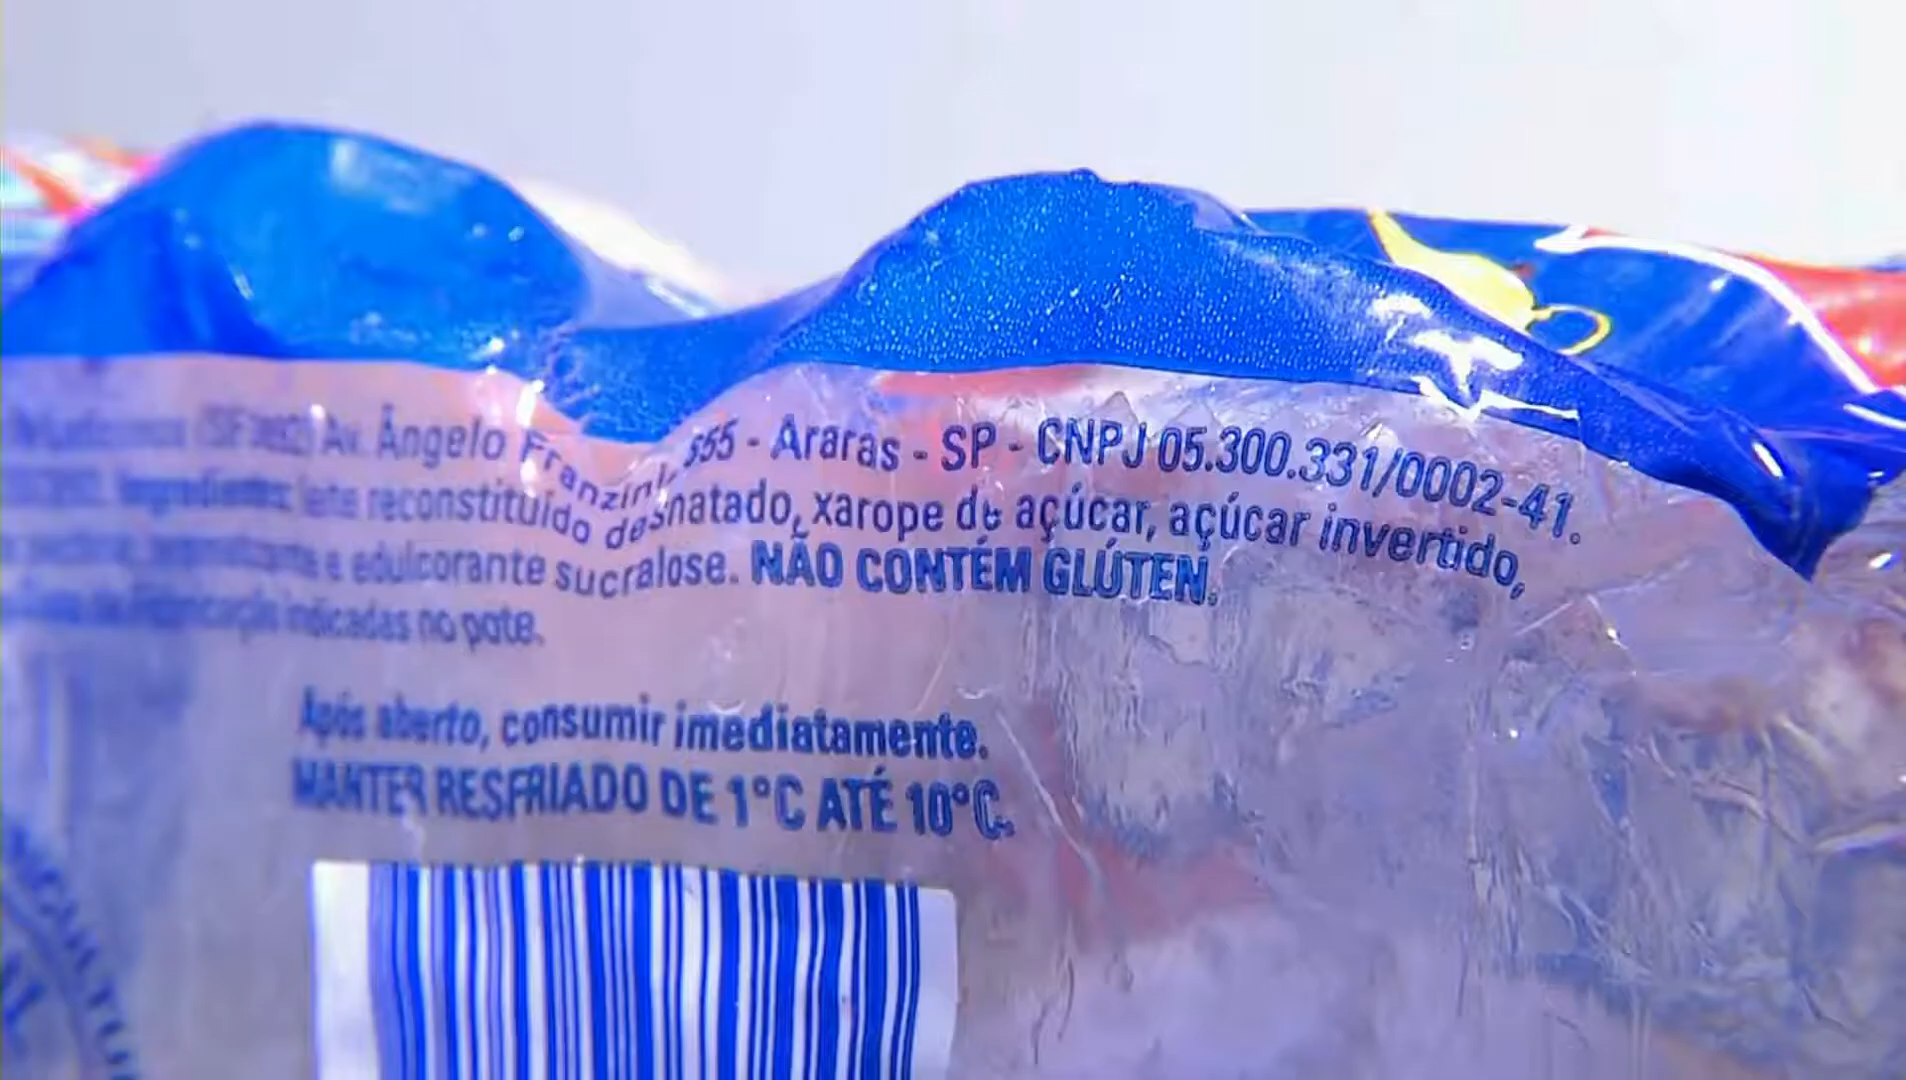 Av. Ângelo Franzini, 555 - Araras - SP - CNPJ 05.300.331/0002-41.
Ingredientes: leite reconstituído desnatado, xarope de açúcar, açúcar invertido,
e edulcorante sucralose. NÃO CONTÉM GLÚTEN.
indicadas no pote.
Após aberto, consumir imediatamente.
MANTER RESFRIADO DE 1°C ATÉ 10°C.